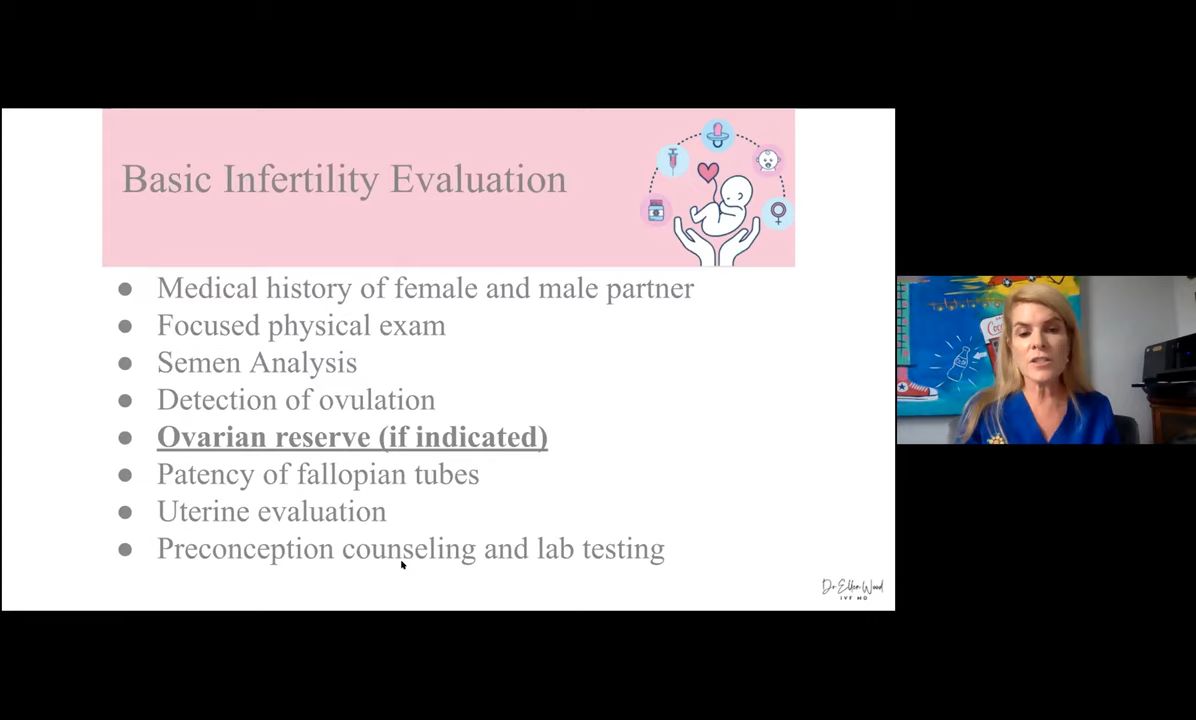 Basic Infertility Evaluation
● Medical history of female and male partner
● Focused physical exam
● Semen Analysis
● Detection of ovulation
● Ovarian reserve (if indicated)
● Patency of fallopian tubes
● Uterine evaluation
● Preconception counseling and lab testing
Dr Ellen Wood
IVF MD